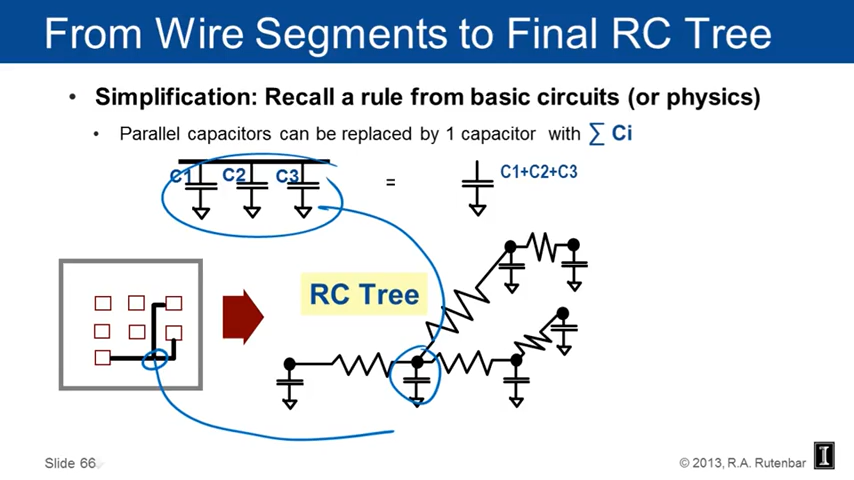 From Wire Segments to Final RC Tree
• Simplification: Recall a rule from basic circuits (or physics)
• Parallel capacitors can be replaced by 1 capacitor with ∑ Ci
C1 C2 C3 = C1+C2+C3
RC Tree
Slide 66
© 2013, R.A. Rutenbar I